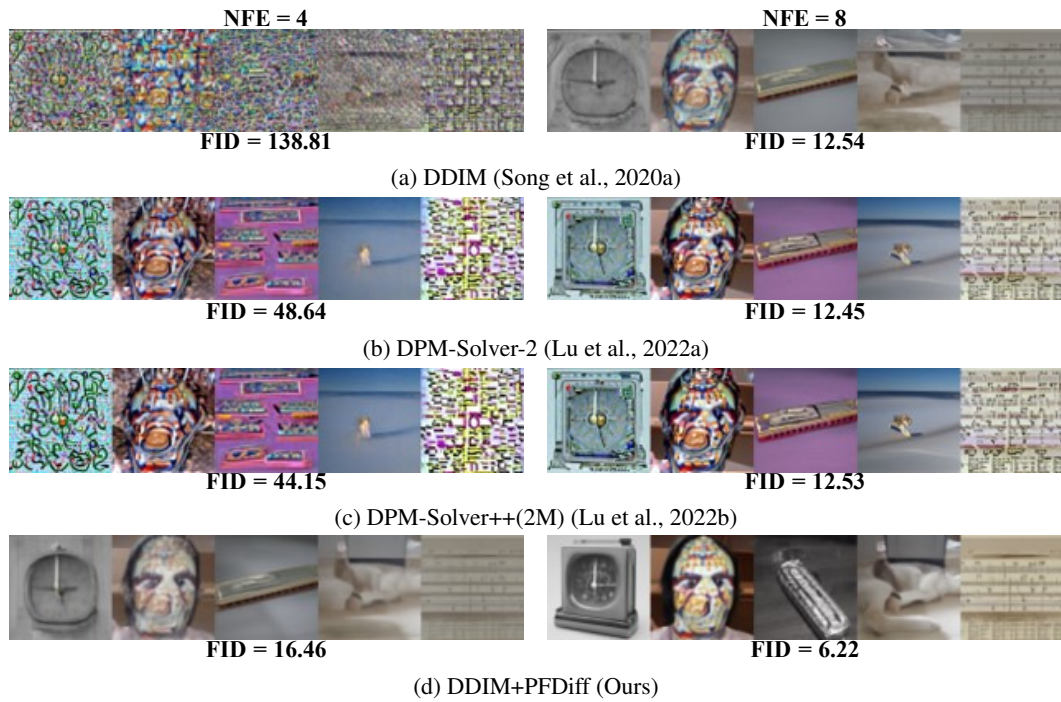 NFE = 4
NFE = 8
FID = 138.81
FID = 12.54
(a) DDIM (Song et al., 2020a)
FID = 48.64
FID = 12.45
(b) DPM-Solver-2 (Lu et al., 2022a)
FID = 44.15
FID = 12.53
(c) DPM-Solver++(2M) (Lu et al., 2022b)
FID = 16.46
FID = 6.22
(d) DDIM+PFDiff (Ours)